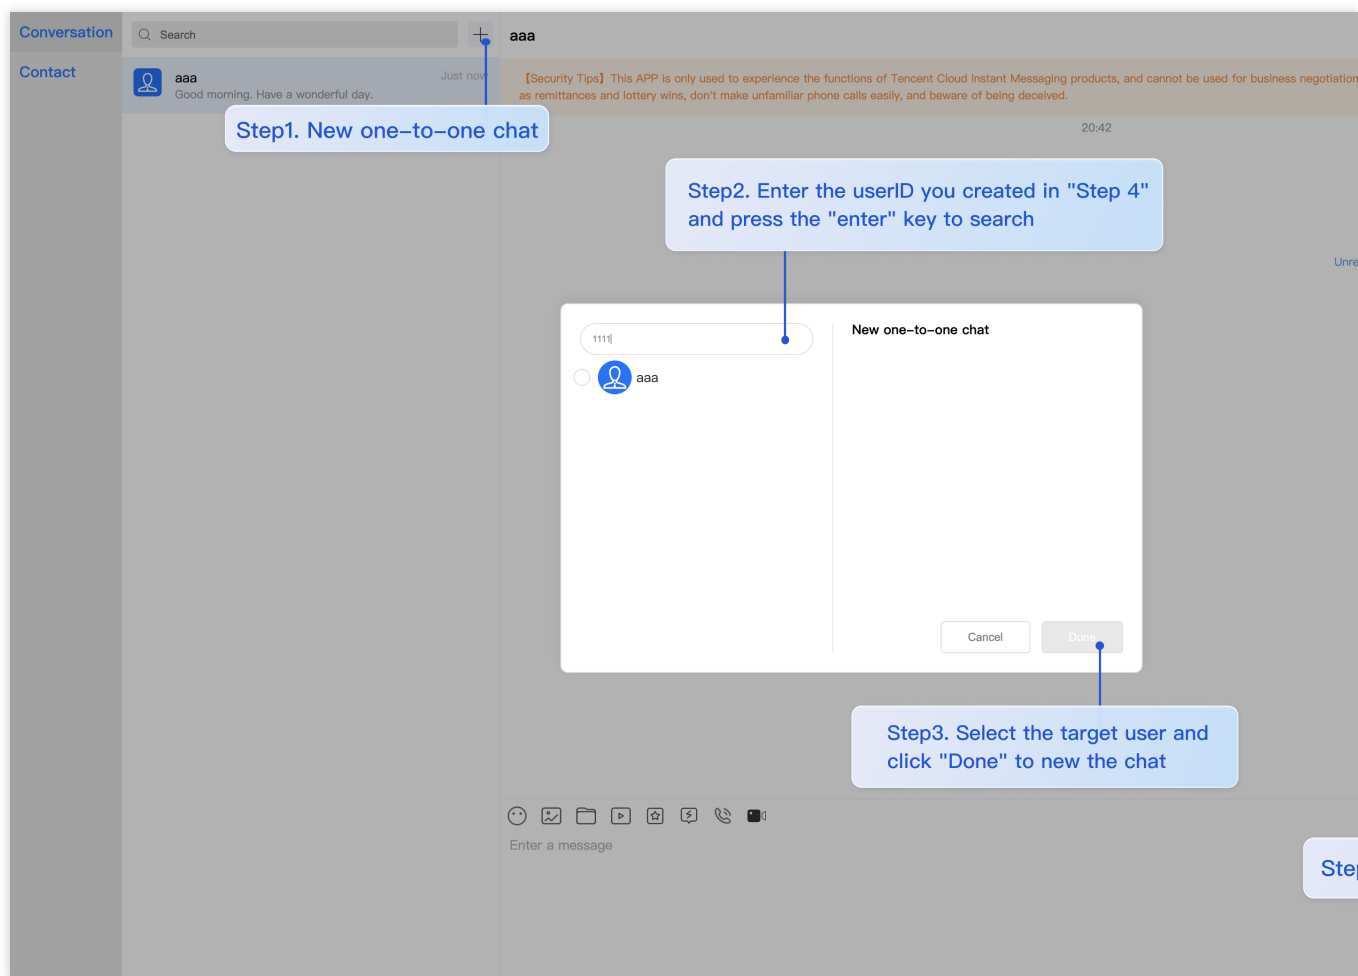 Conversation
Search
aaa
Contact
aaa
Just now
Good morning. Have a wonderful day.
【Security Tips】This APP is only used to experience the functions of Tencent Cloud Instant Messaging products, and cannot be used for business negotiation
as remittances and lottery wins, don't make unfamiliar phone calls easily, and beware of being deceived.
20:42
Step1. New one-to-one chat
Step2. Enter the userID you created in "Step 4"
and press the "enter" key to search
Unre
1111
New one-to-one chat
aaa
Cancel
Done
Step3. Select the target user and
click "Done" to new the chat
Enter a message
Step